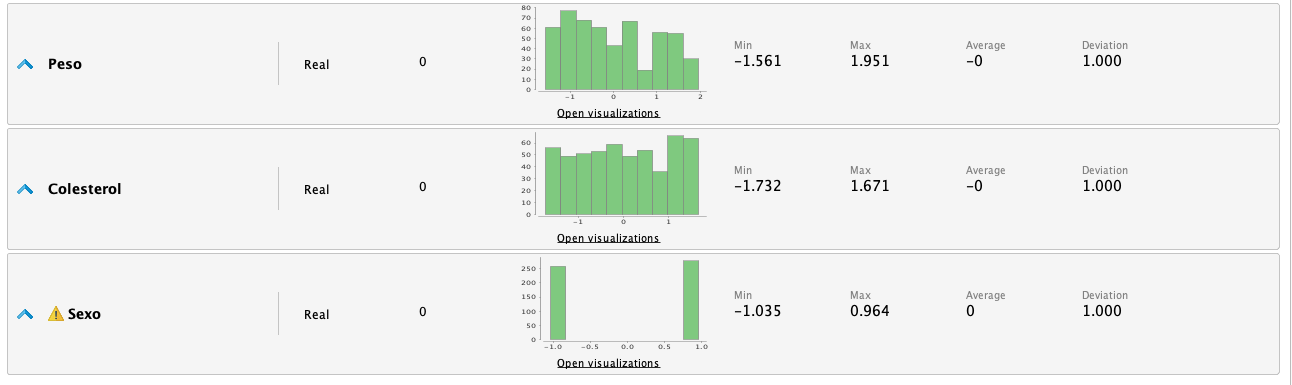 Peso
Real
0
80
70
60
50
40
30
20
10
0
−1 0 1 2
Open visualizations
Min
−1.561
Max
1.951
Average
−0
Deviation
1.000
Colesterol
Real
0
60
50
40
30
20
10
0
−1 0 1
Open visualizations
Min
−1.732
Max
1.671
Average
−0
Deviation
1.000
Sexo
Real
0
250
200
150
100
50
0
−1.0 −0.5 0.0 0.5 1.0
Open visualizations
Min
−1.035
Max
0.964
Average
0
Deviation
1.000